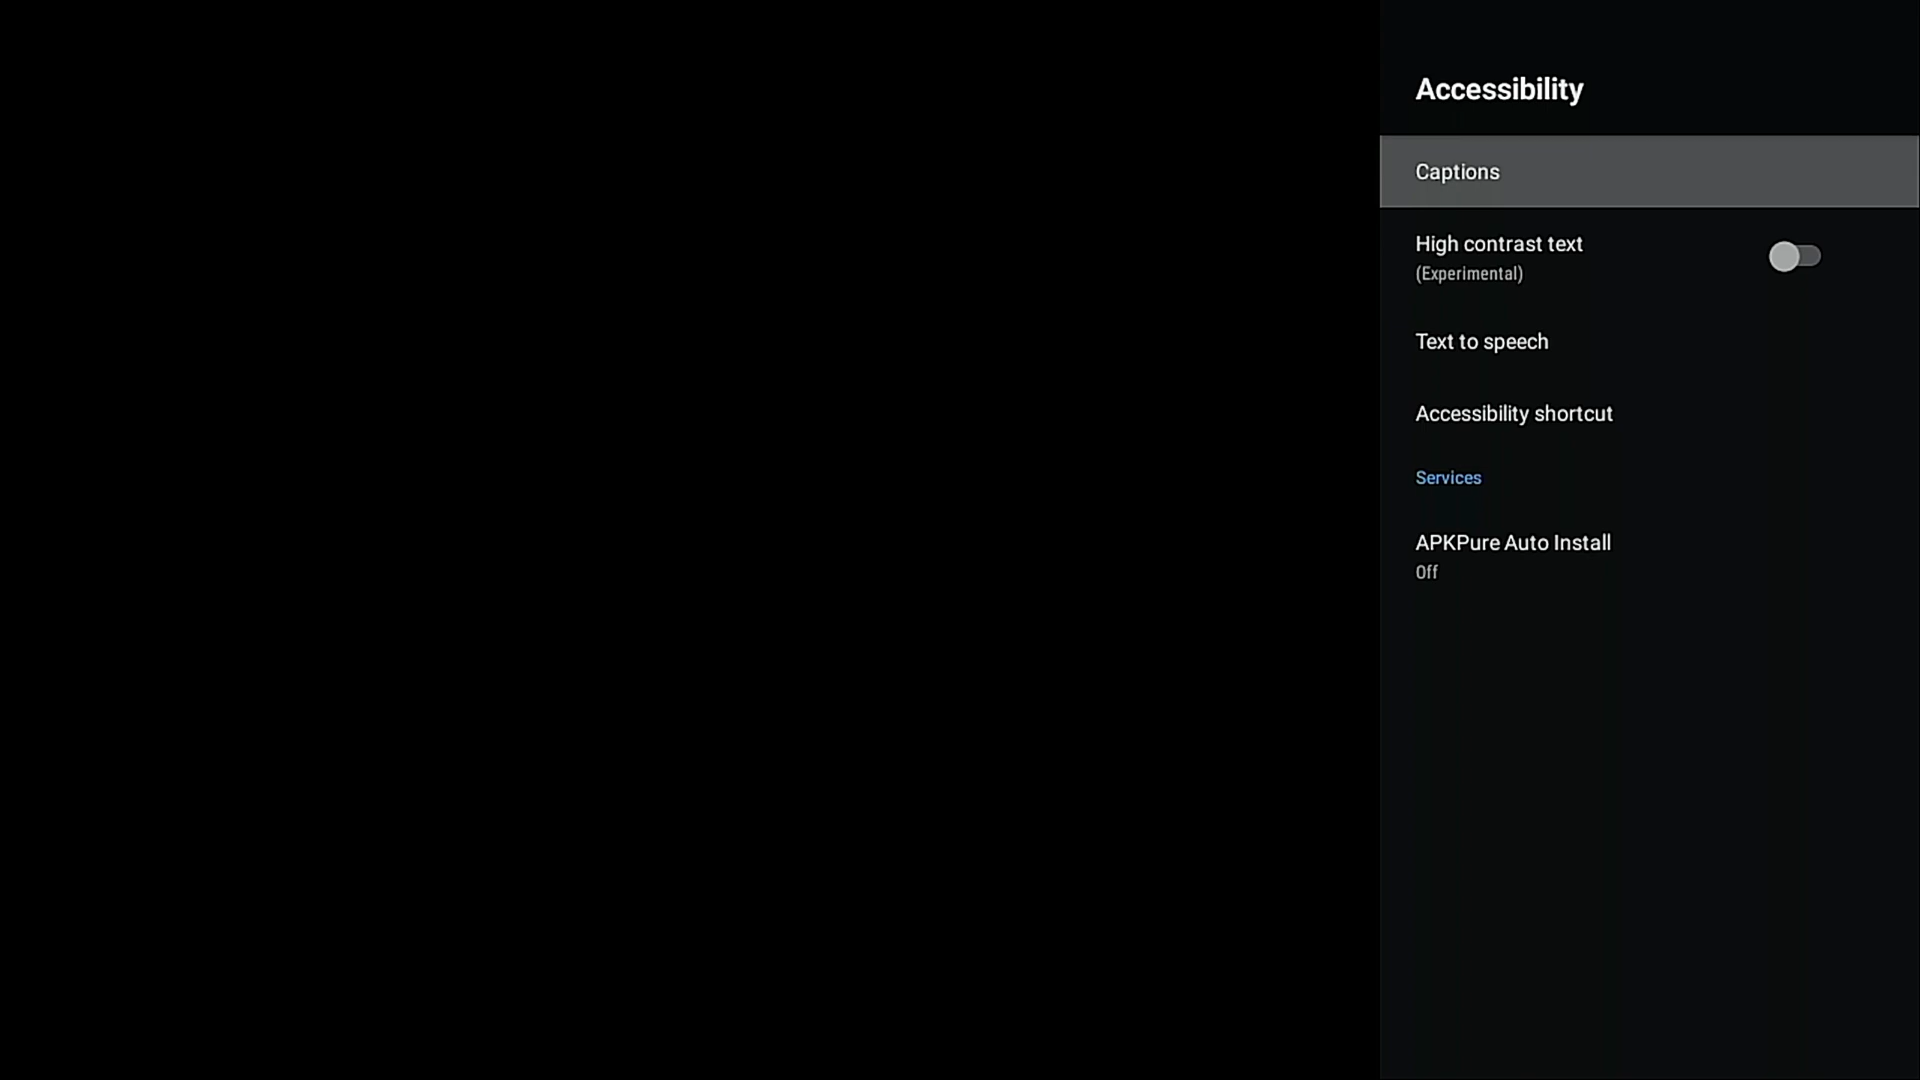 Accessibility
Captions
High contrast text
(Experimental)
Text to speech
Accessibility shortcut
Services
APKPure Auto Install
Off